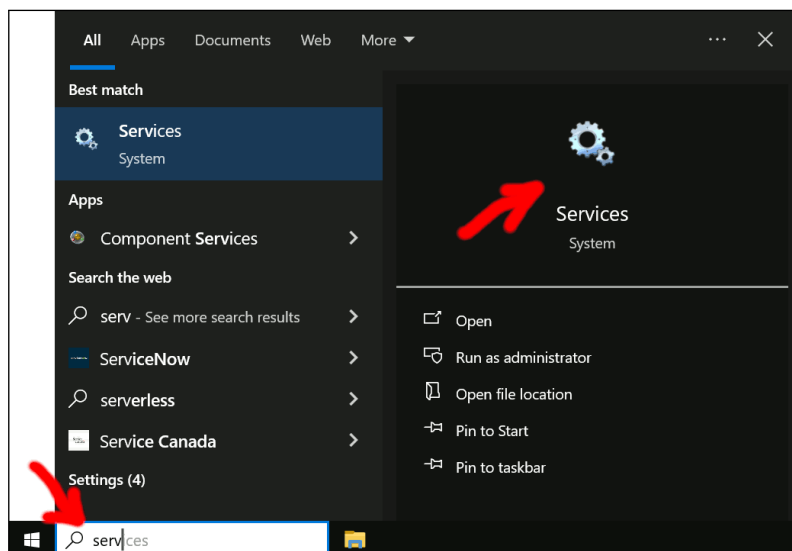 All Apps Documents Web More
Best match
Services
System
Apps
Component Services
Search the web
serv - See more search results
ServiceNow
serverless
Service Canada
Settings (4)
Services
System
Open
Run as administrator
Open file location
Pin to Start
Pin to taskbar
services